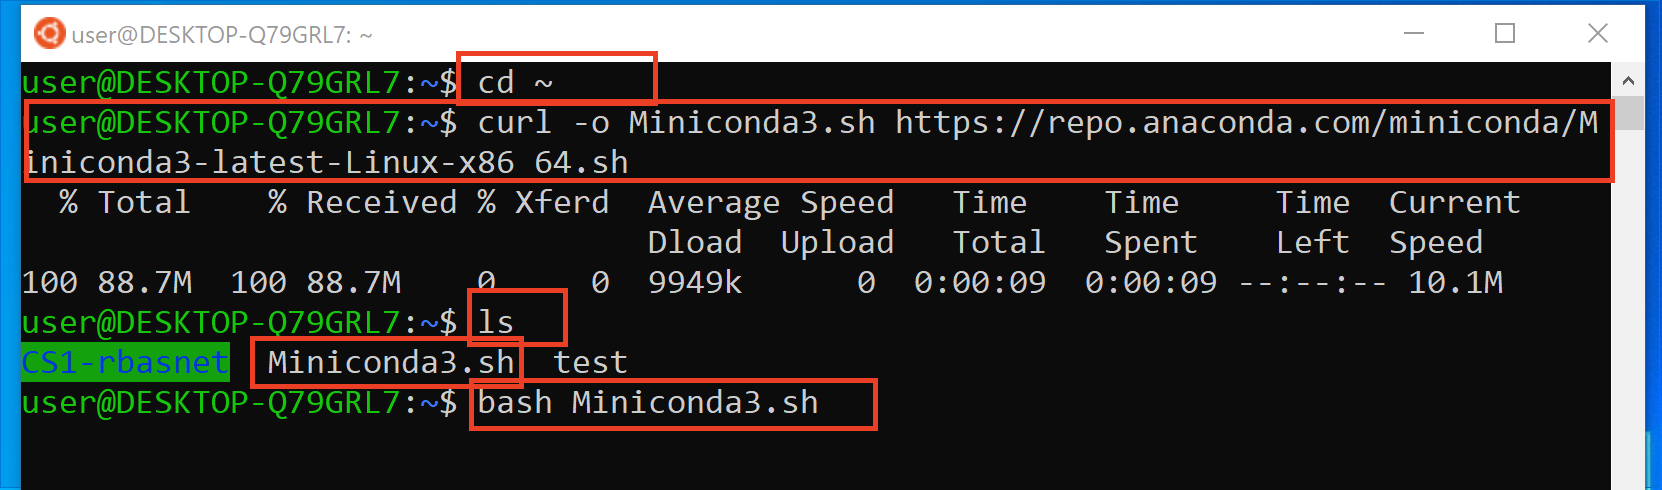 user@DESKTOP-Q79GRL7: ~
user@DESKTOP-Q79GRL7:~$ cd ~
user@DESKTOP-Q79GRL7:~$ curl -o Miniconda3.sh https://repo.anaconda.com/miniconda/M
iniconda3-latest-Linux-x86_64.sh
% Total % Received % Xferd Average Speed Time Time Time Current
Dload Upload Total Spent Left Speed
100 88.7M 100 88.7M 0 0 9949k 0 0:00:09 0:00:09 --:--:-- 10.1M
user@DESKTOP-Q79GRL7:~$ ls
CS1-rbasnet Miniconda3.sh test
user@DESKTOP-Q79GRL7:~$ bash Miniconda3.sh